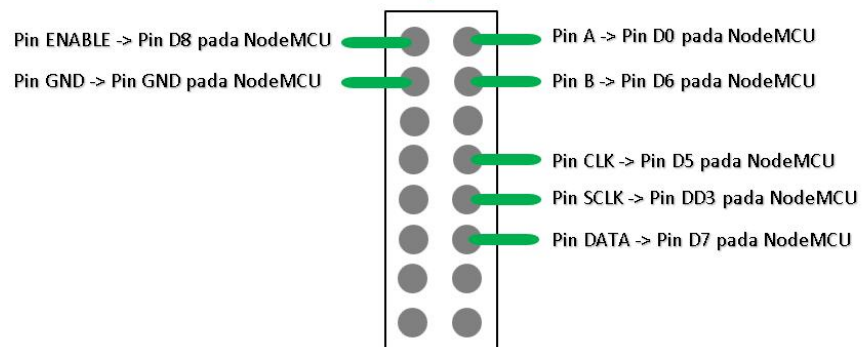 Pin ENABLE -> Pin D8 pada NodeMCU
Pin GND -> Pin GND pada NodeMCU
Pin A -> Pin D0 pada NodeMCU
Pin B -> Pin D6 pada NodeMCU
Pin CLK -> Pin D5 pada NodeMCU
Pin SCLK -> Pin DD3 pada NodeMCU
Pin DATA -> Pin D7 pada NodeMCU